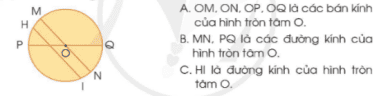 M
H
P
O
Q
N
I
A. OM, ON, OP, OQ là các bán kính
của hình tròn tâm O.
B. MN, PQ là các đường kính của
hình tròn tâm O.
C. HI là đường kính của hình tròn
tâm O.